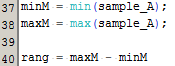 37 minM = min(sample_A);
38 maxM = max(sample_A);
39
40 rang = maxM - minM